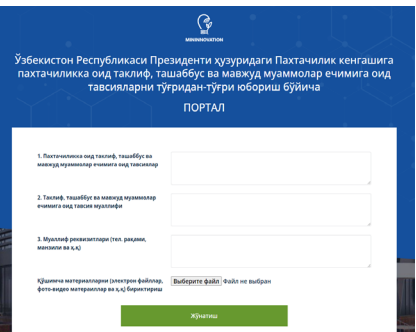 MININNOVATION
Ўзбекистон Республикаси Президенти ҳузуридаги Пахтачилик кенгашига
пахтачиликка оид таклиф, ташаббус ва мавжуд муаммолар ечимига оид
тавсияларни тўғридан-тўғри юбориш бўйича
ПОРТАЛ
1. Пахтачиликка оид таклиф, ташаббус ва
мавжуд муаммолар ечимига оид тавсиялар
2. Таклиф, ташаббус ва мавжуд муаммолар
ечимига оид тавсия муаллифи
3. Муаллиф реквизитлари (тел. рақами,
манзили ва ҳ.к)
Қўшимча материалларни (электрон файллар,
фото-видео материаллар ва ҳ.к) бириктириш
Выберите файл Файл не выбран
Жўнатиш